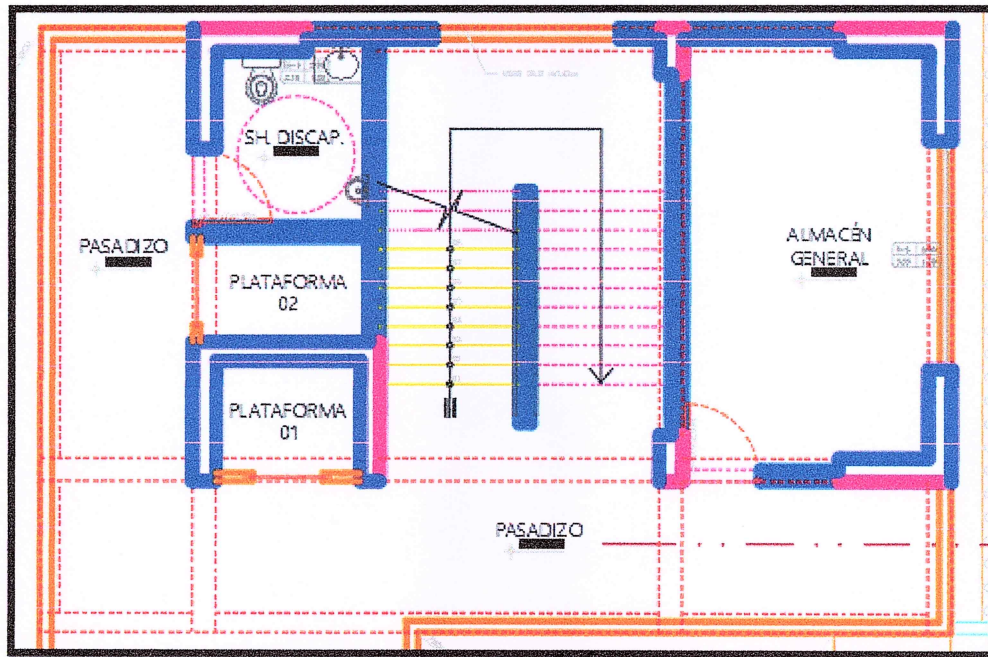 SH. DISCAP.
PASADIZO
ALMACÉN
GENERAL
PLATAFORMA
02
PLATAFORMA
01
PASADIZO